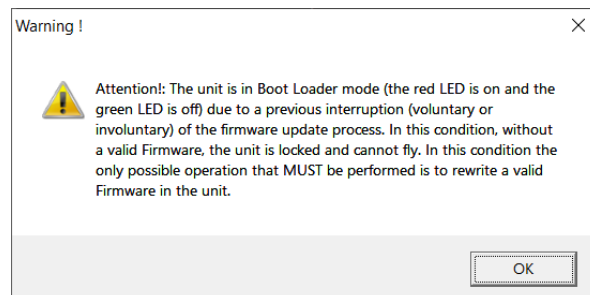 Warning !
Attention!: The unit is in Boot Loader mode (the red LED is on and the
green LED is off) due to a previous interruption (voluntary or
involuntary) of the firmware update process. In this condition, without
a valid Firmware, the unit is locked and cannot fly. In this condition the
only possible operation that MUST be performed is to rewrite a valid
Firmware in the unit.
OK